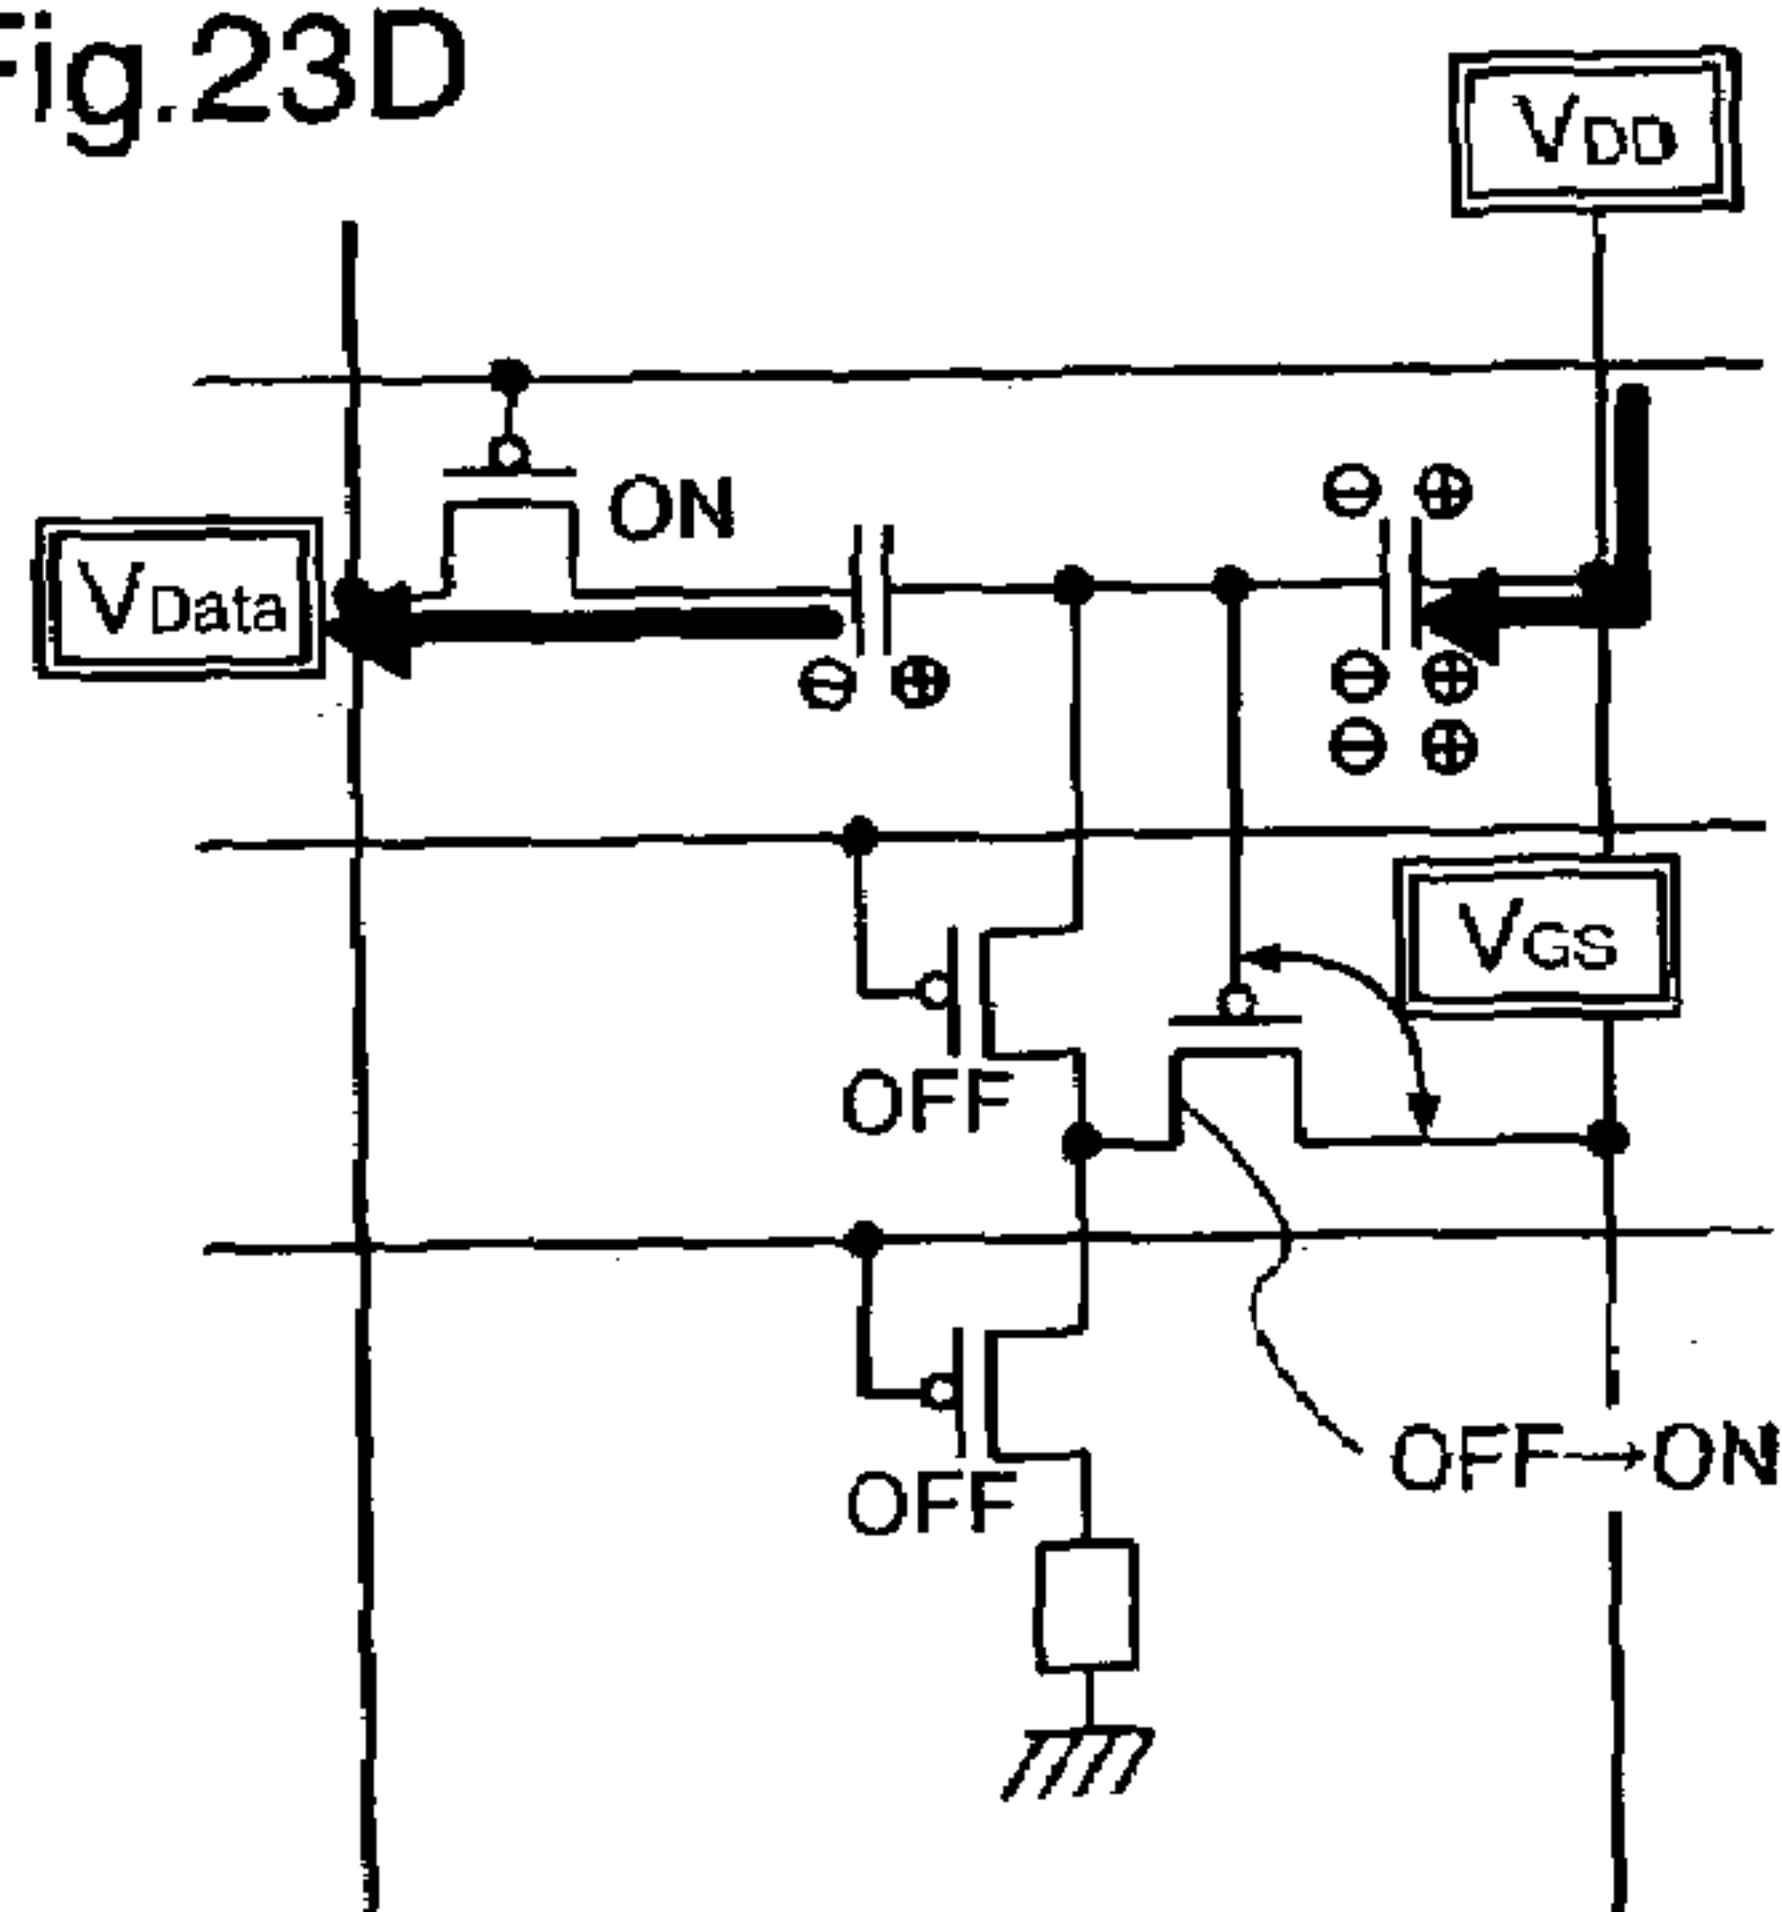 Fig.23D
VDD
ON
VData
⊖ ⊕
⊖ ⊕
⊖ ⊕
⊖ ⊕
VGS
OFF
OFF→ON
OFF